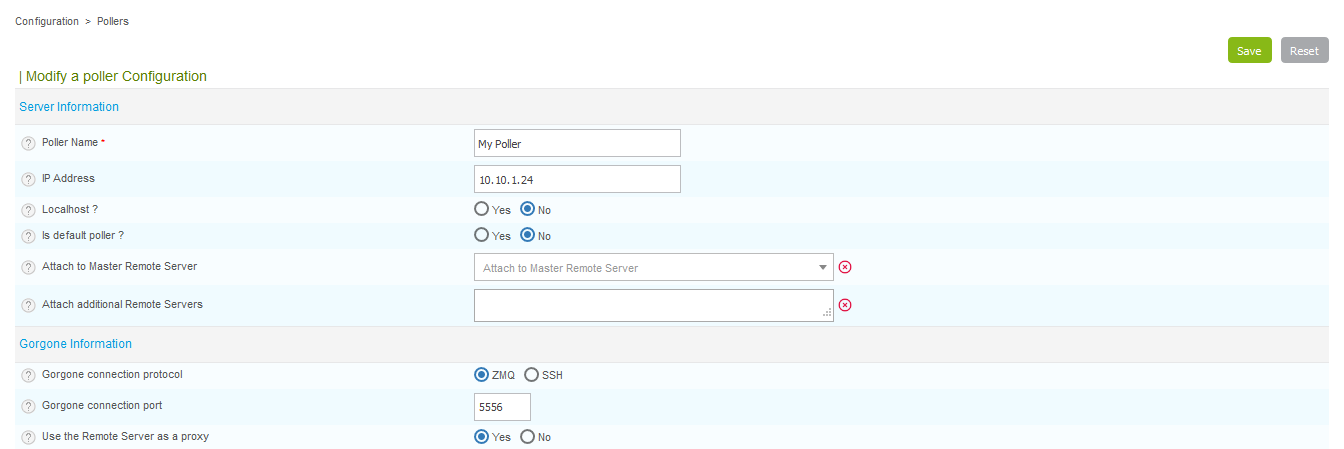 Configuration > Pollers
Save Reset
| Modify a poller Configuration
Server Information
? Poller Name * My Poller
? IP Address 10.10.1.24
? Localhost ? Yes No
? Is default poller ? Yes No
? Attach to Master Remote Server Attach to Master Remote Server
? Attach additional Remote Servers
Gorgone Information
? Gorgone connection protocol ZMQ SSH
? Gorgone connection port 5556
? Use the Remote Server as a proxy Yes No